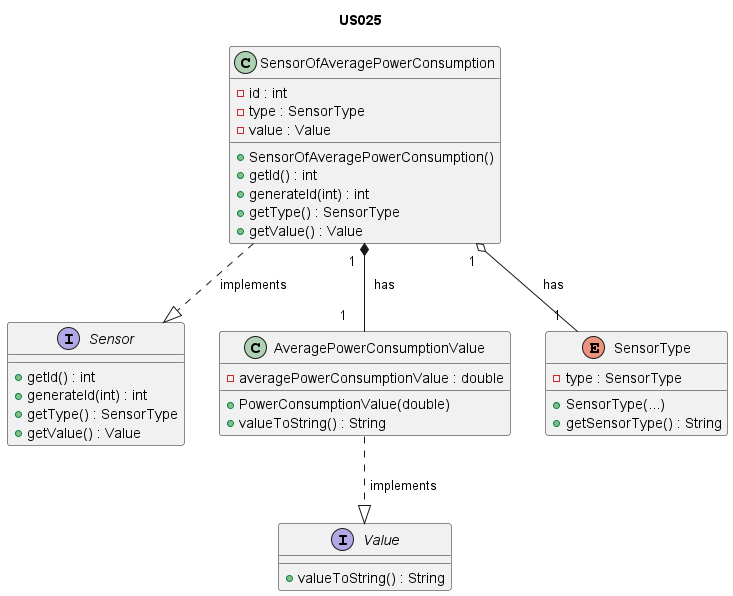 US025
C SensorOfAveragePowerConsumption
id : int
type : SensorType
value : Value
SensorOfAveragePowerConsumption()
getId() : int
generateId(int) : int
getType() : SensorType
getValue() : Value
1
1
implements
has
has
1
1
I Sensor
getId() : int
generateId(int) : int
getType() : SensorType
getValue() : Value
C AveragePowerConsumptionValue
averagePowerConsumptionValue : double
PowerConsumptionValue(double)
valueToString() : String
E SensorType
type : SensorType
SensorType(...)
getSensorType() : String
implements
I Value
valueToString() : String